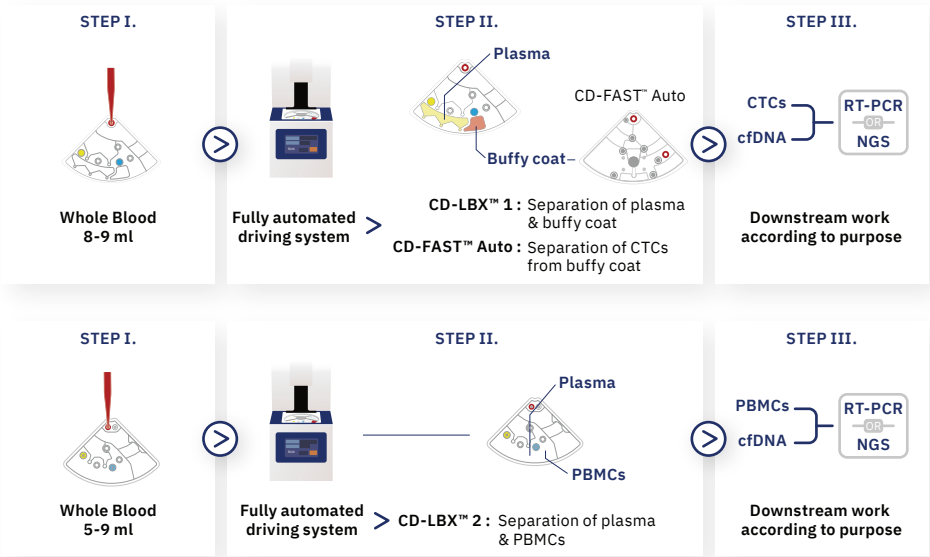 STEP I.
Whole Blood
8-9 ml
STEP II.
Plasma
CD-FAST™ Auto
Buffy coat
Fully automated
driving system
CD-LBX™ 1 : Separation of plasma
& buffy coat
CD-FAST™ Auto : Separation of CTCs
from buffy coat
STEP III.
CTCs
cfDNA
RT-PCR
OR
NGS
Downstream work
according to purpose
STEP I.
Whole Blood
5-9 ml
STEP II.
Plasma
PBMCs
Fully automated
driving system
CD-LBX™ 2 : Separation of plasma
& PBMCs
STEP III.
PBMCs
cfDNA
RT-PCR
OR
NGS
Downstream work
according to purpose